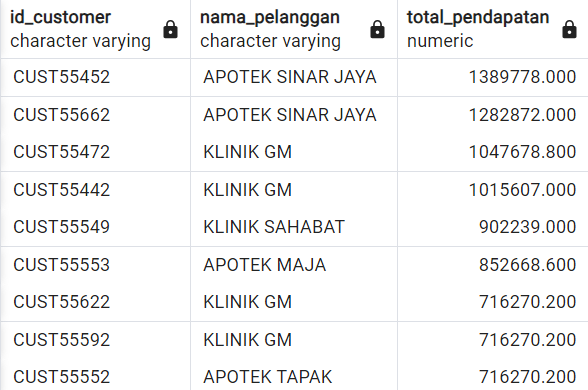 id_customer nama_pelanggan total_pendapatan
character varying character varying numeric
CUST55452 APOTEK SINAR JAYA 1389778.000
CUST55662 APOTEK SINAR JAYA 1282872.000
CUST55472 KLINIK GM 1047678.800
CUST55442 KLINIK GM 1015607.000
CUST55549 KLINIK SAHABAT 902239.000
CUST55553 APOTEK MAJA 852668.600
CUST55622 KLINIK GM 716270.200
CUST55592 KLINIK GM 716270.200
CUST55552 APOTEK TAPAK 716270.200